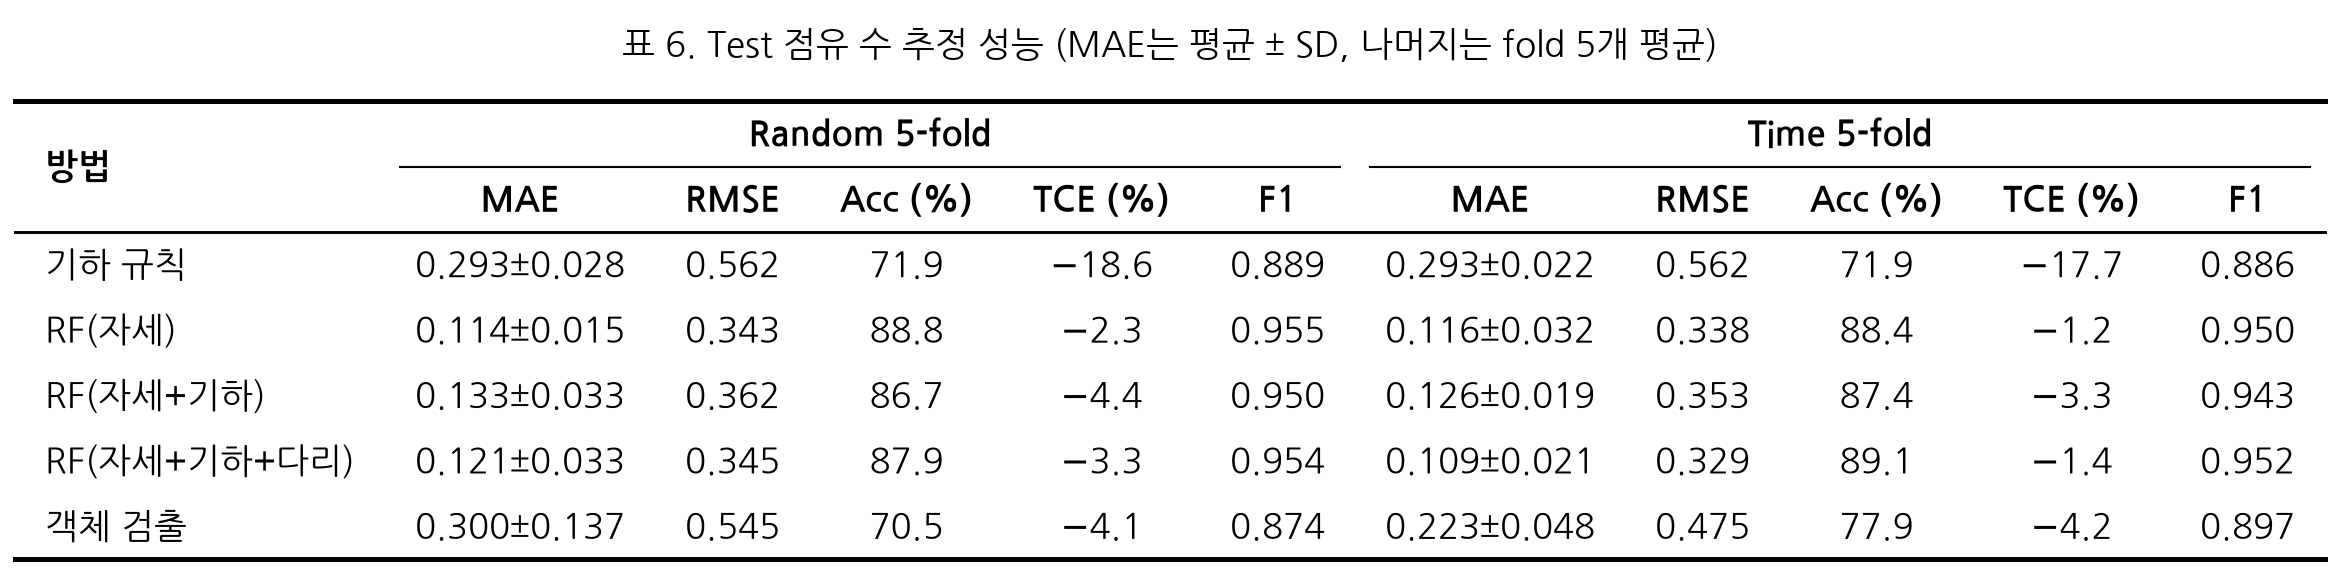 표 6. Test 점유 수 추정 성능 (MAE는 평균 ± SD, 나머지는 fold 5개 평균)
방법 Random 5-fold Time 5-fold
MAE RMSE Acc (%) TCE (%) F1 MAE RMSE Acc (%) TCE (%) F1
기하 규칙 0.293±0.028 0.562 71.9 −18.6 0.889 0.293±0.022 0.562 71.9 −17.7 0.886
RF(자세) 0.114±0.015 0.343 88.8 −2.3 0.955 0.116±0.032 0.338 88.4 −1.2 0.950
RF(자세+기하) 0.133±0.033 0.362 86.7 −4.4 0.950 0.126±0.019 0.353 87.4 −3.3 0.943
RF(자세+기하+다리) 0.121±0.033 0.345 87.9 −3.3 0.954 0.109±0.021 0.329 89.1 −1.4 0.952
객체 검출 0.300±0.137 0.545 70.5 −4.1 0.874 0.223±0.048 0.475 77.9 −4.2 0.897